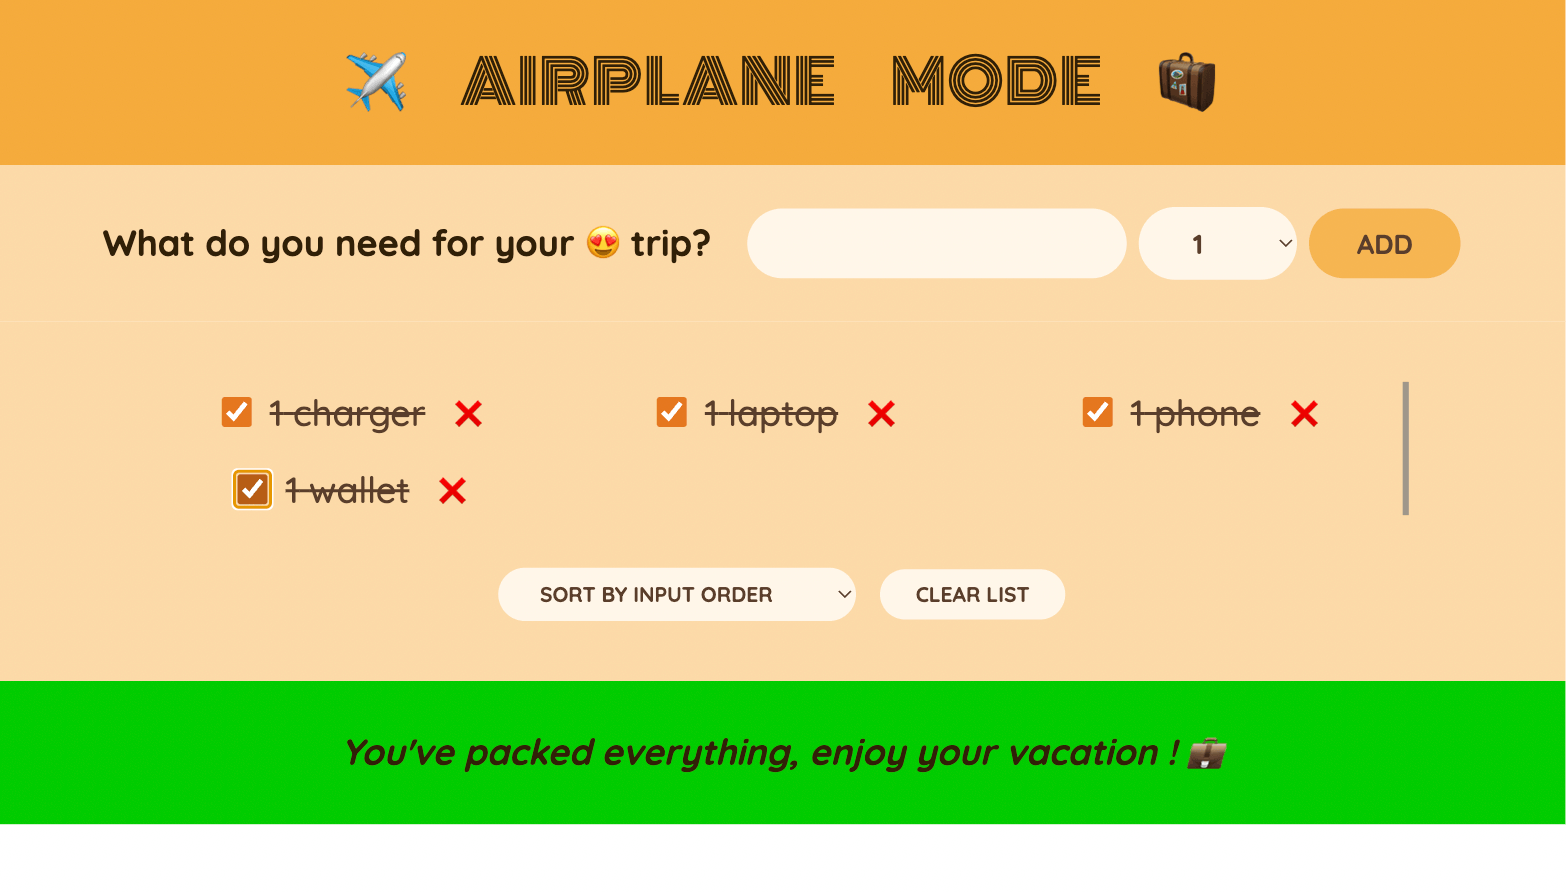 AIRPLANE MODE
What do you need for your 😍 trip?
1
ADD
1 charger
1 laptop
1 phone
1 wallet
SORT BY INPUT ORDER
CLEAR LIST
You've packed everything, enjoy your vacation ! 💼